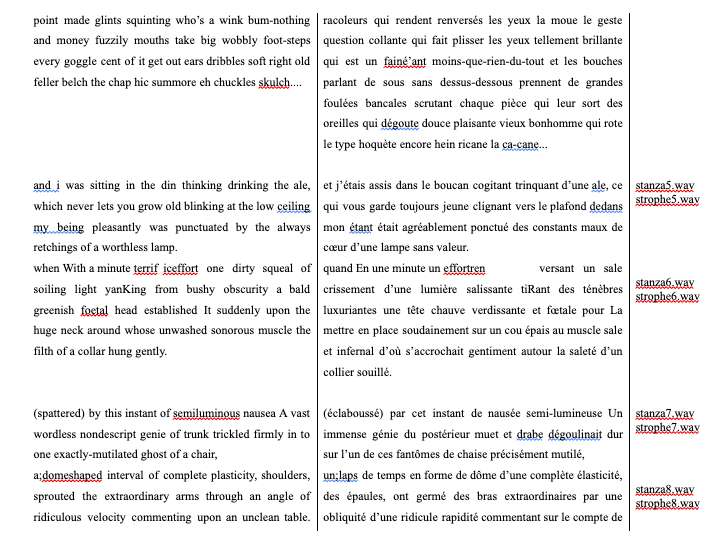 point made glints squinting who's a wink bum-nothing
and money fuzzily mouths take big wobbly foot-steps
every goggle cent of it get out ears dribbles soft right old
feller belch the chap hic summore eh chuckles skulch....
and i was sitting in the din thinking drinking the ale,
which never lets you grow old blinking at the low ceiling
my being pleasantly was punctuated by the always
retchings of a worthless lamp.
when With a minute terrif iceffort one dirty squeal of
soiling light yanKing from bushy obscurity a bald
greenish foetal head established It suddenly upon the
huge neck around whose unwashed sonorous muscle the
filth of a collar hung gently.
(spattered) by this instant of semiluminous nausea A vast
wordless nondescript genie of trunk trickled firmly in to
one exactly-mutilated ghost of a chair,
a;domeshaped interval of complete plasticity, shoulders,
sprouted the extraordinary arms through an angle of
ridiculous velocity commenting upon an unclean table.
racoleurs qui rendent renversés les yeux la moue le geste
question collante qui fait plisser les yeux tellement brillante
qui est un fainé'ant moins-que-rien-du-tout et les bouches
parlant de sous sans dessus-dessous prennent de grandes
foulées bancales scrutant chaque pièce qui leur sort des
oreilles qui dégoute douce plaisante vieux bonhomme qui rote
le type hoquète encore hein ricane la ca-cane...
et j'étais assis dans le boucan cogitant trinquant d'une ale, ce
qui vous garde toujours jeune clignant vers le plafond dedans
mon étant était agréablement ponctué des constants maux de
cœur d'une lampe sans valeur.
quand En une minute un effortren versant un sale
crissement d'une lumière salissante tiRant des ténèbres
luxuriantes une tête chauve verdissante et fœtale pour La
mettre en place soudainement sur un cou épais au muscle sale
et infernal d'où s'accrochait gentiment autour la saleté d'un
collier souillé.
(éclaboussé) par cet instant de nausée semi-lumineuse Un
immense génie du postérieur muet et drabe dégoulinait dur
sur l'un de ces fantômes de chaise précisément mutilé,
un;laps de temps en forme de dôme d'une complète élasticité,
des épaules, ont germé des bras extraordinaires par une
obliquité d'une ridicule rapidité commentant sur le compte de
stanza5.wav
strophe5.wav
stanza6.wav
strophe6.wav
stanza7.wav
strophe7.wav
stanza8.wav
strophe8.wav